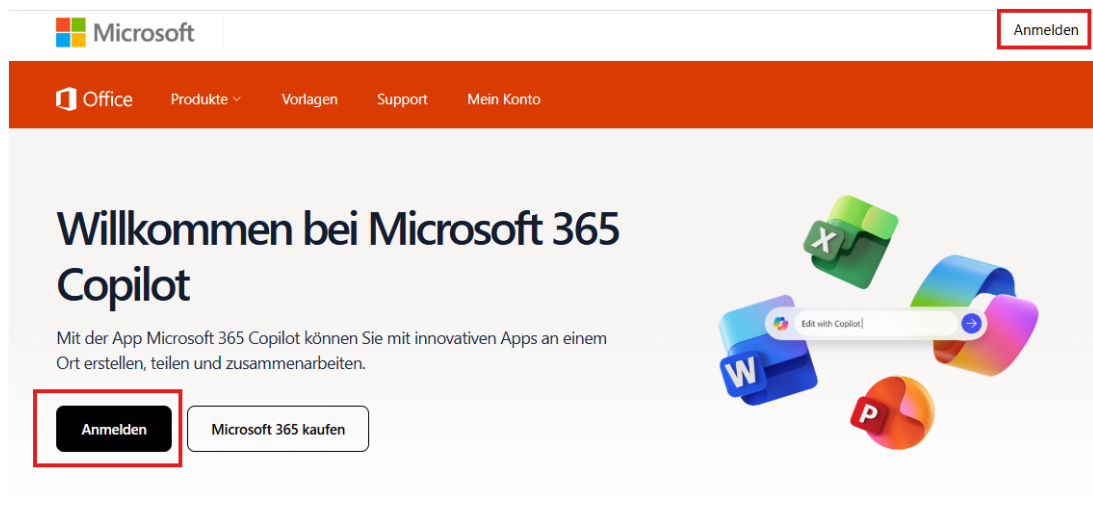 Microsoft
Anmelden
Office Produkte Vorlagen Support Mein Konto
Willkommen bei Microsoft 365
Copilot
Mit der App Microsoft 365 Copilot können Sie mit innovativen Apps an einem
Ort erstellen, teilen und zusammenarbeiten.
Anmelden
Microsoft 365 kaufen
X
Edit with Copilot
W
P